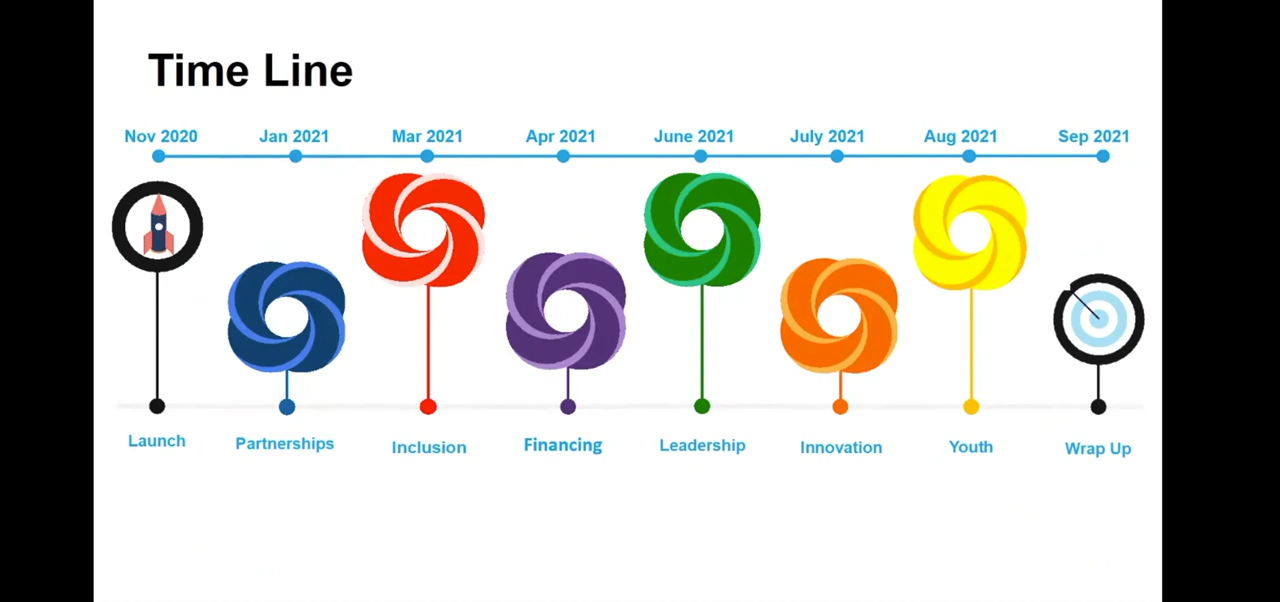 Time Line
Nov 2020 Jan 2021 Mar 2021 Apr 2021 June 2021 July 2021 Aug 2021 Sep 2021
Launch Partnerships Inclusion Financing Leadership Innovation Youth Wrap Up